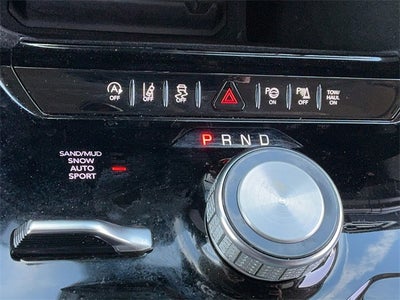 A OFF
OFF
OFF
P ON
P OFF
TOW/ HAUL ON
P R N D
SAND/MUD
SNOW
AUTO
SPORT